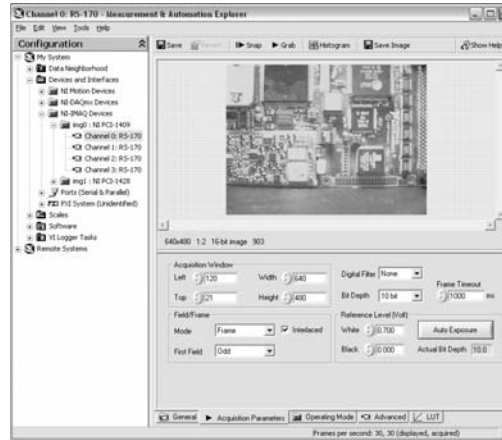 Channel 0: RS-170 - Measurement & Automation Explorer
File Edit View Tools Help
Configuration
Save Revert Snap Grab Histogram Save Image Show Help
My System
Data Neighborhood
Devices and Interfaces
NI Motion Devices
NI-DAQmx Devices
NI-IMAQ Devices
img0 : NI PCI-1409
Channel 0: RS-170
Channel 1: RS-170
Channel 2: RS-170
Channel 3: RS-170
img1 : NI PCI-1428
Ports (Serial & Parallel)
PXI System (Unidentified)
Scales
Software
VI Logger Tasks
Remote Systems
640x480 1:2 16-bit image 903
Acquisition Window
Left 120 Width 640
Top 21 Height 480
Digital Filter None
Bit Depth 10 bit
Frame Timeout
1000 ms
Field/Frame
Mode Frame Interlaced
First Field Odd
Reference Level (Volt)
White 0.700 Auto Exposure
Black 0.000 Actual Bit Depth 10.0
General Acquisition Parameters Operating Mode Advanced LUT
Frames per second: 30, 30 (displayed, acquired)